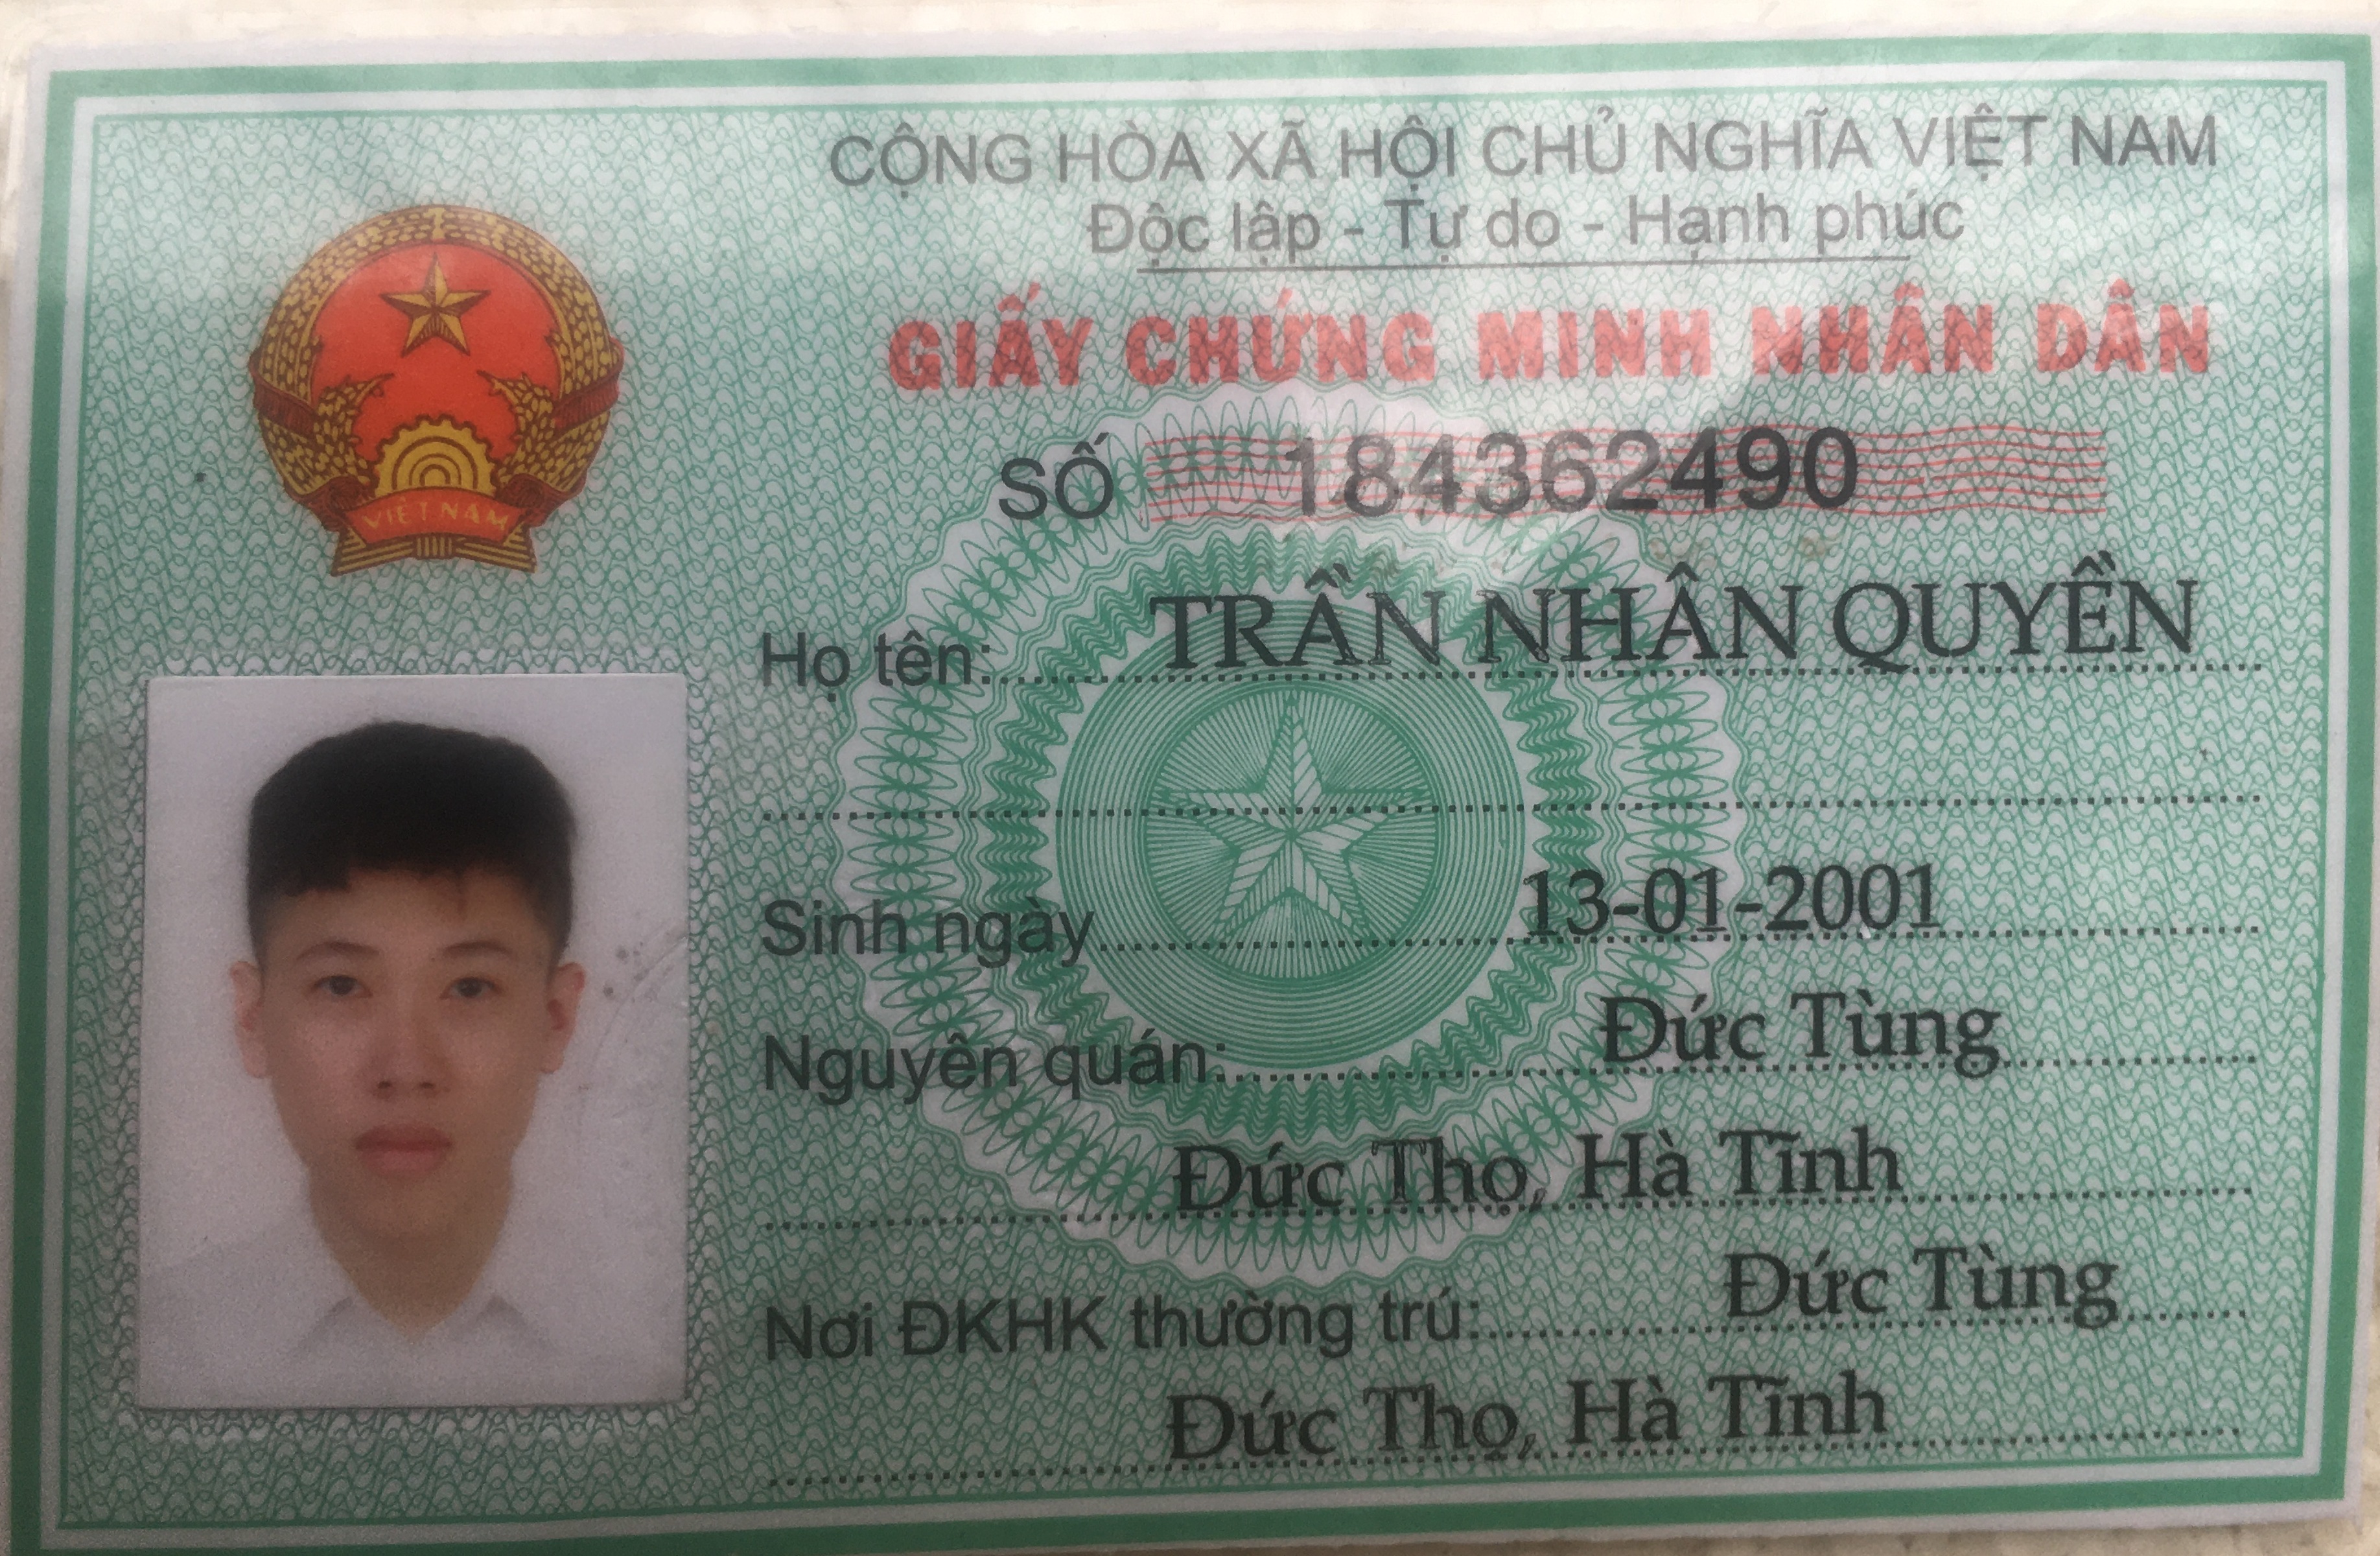 CỘNG HÒA XÃ HỘI CHỦ NGHĨA VIỆT NAM
Độc lập - Tự do - Hạnh phúc
GIẤY CHỨNG MINH NHÂN DÂN
SỐ 184362490
VIET NAM
Họ tên: TRẦN NHÂN QUYỀN
Sinh ngày 13-01-2001
Nguyên quán: Đức Tùng
Đức Thọ, Hà Tĩnh
Nơi ĐKHK thường trú: Đức Tùng
Đức Thọ, Hà Tĩnh